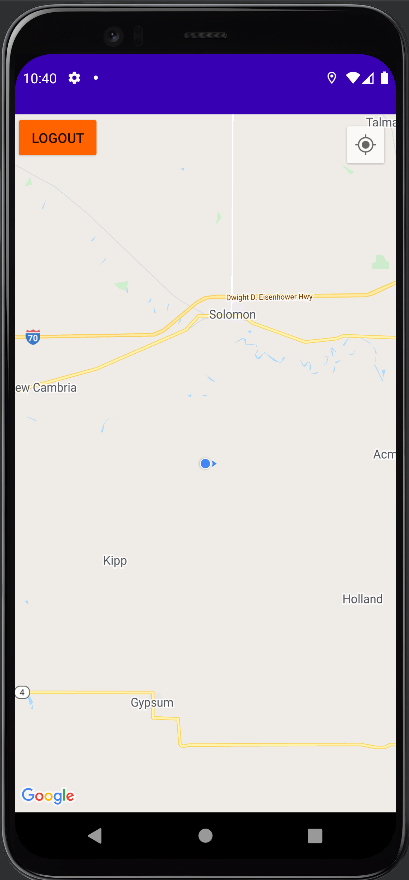 10:40
LOGOUT
Talma
Dwight D. Eisenhower Hwy
Solomon
70
ew Cambria
Acm
Kipp
Holland
4
Gypsum
Google